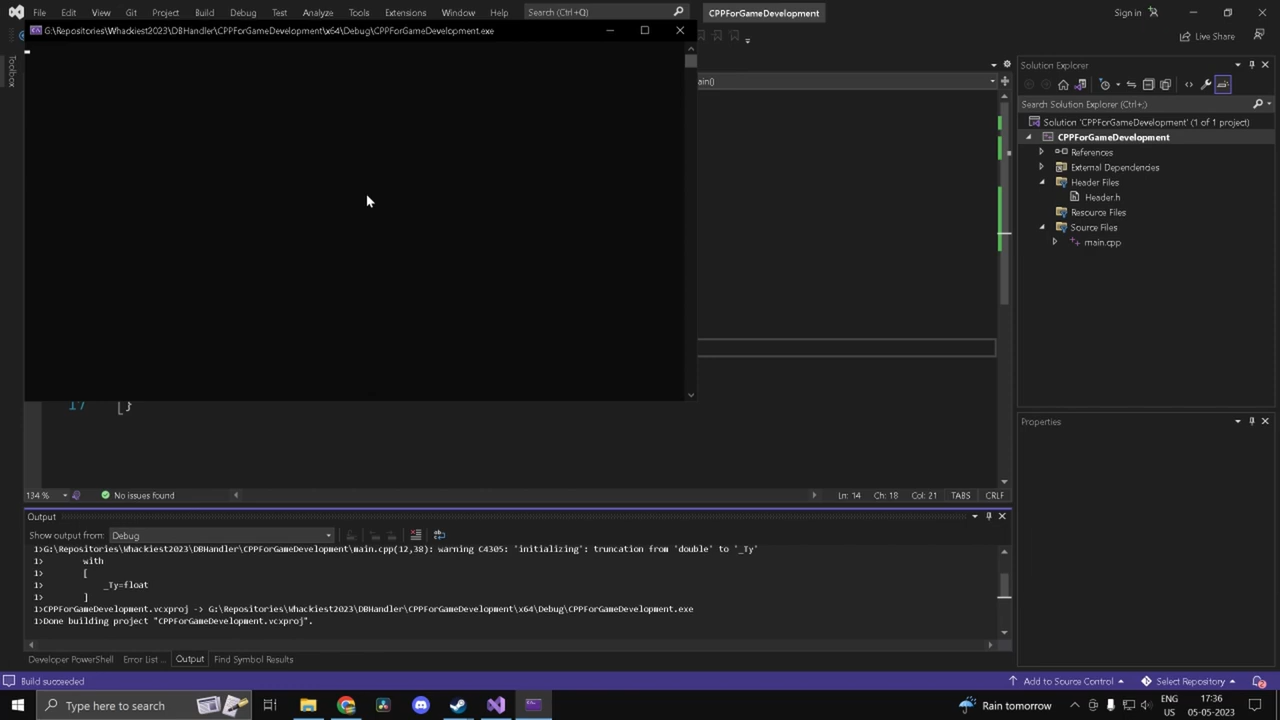 File Edit View Git Project Build Debug Test Analyze Tools Extensions Window Help Search (Ctrl+Q) CPPForGameDevelopment Sign in
G:\Repositories\Whackiest2023\DBHandler\CPPForGameDevelopment\x64\Debug\CPPForGameDevelopment.exe
Live Share
Toolbox
ain()
Solution Explorer
Search Solution Explorer (Ctrl+;)
Solution 'CPPForGameDevelopment' (1 of 1 project)
CPPForGameDevelopment
References
External Dependencies
Header Files
Header.h
Resource Files
Source Files
main.cpp
17 }
Properties
134 % No issues found Ln: 14 Ch: 18 Col: 21 TABS CRLF
Output
Show output from: Debug
1>G:\Repositories\Whackiest2023\DBHandler\CPPForGameDevelopment\main.cpp(12,38): warning C4305: 'initializing': truncation from 'double' to '_Ty'
1> with
1> [
1> _Ty=float
1> ]
1>CPPForGameDevelopment.vcxproj -> G:\Repositories\Whackiest2023\DBHandler\CPPForGameDevelopment\x64\Debug\CPPForGameDevelopment.exe
1>Done building project "CPPForGameDevelopment.vcxproj".
Developer PowerShell Error List ... Output Find Symbol Results
Build succeeded Add to Source Control Select Repository 2
Type here to search Rain tomorrow ENG US 17:36 05-05-2023